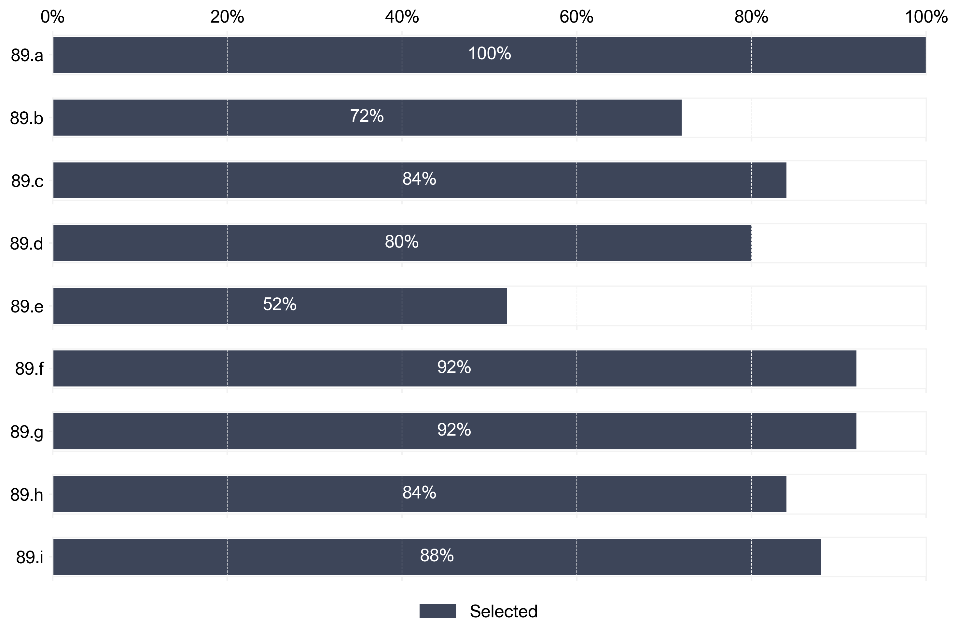 0% 20% 40% 60% 80% 100%
89.a 100%
89.b 72%
89.c 84%
89.d 80%
89.e 52%
89.f 92%
89.g 92%
89.h 84%
89.i 88%
Selected